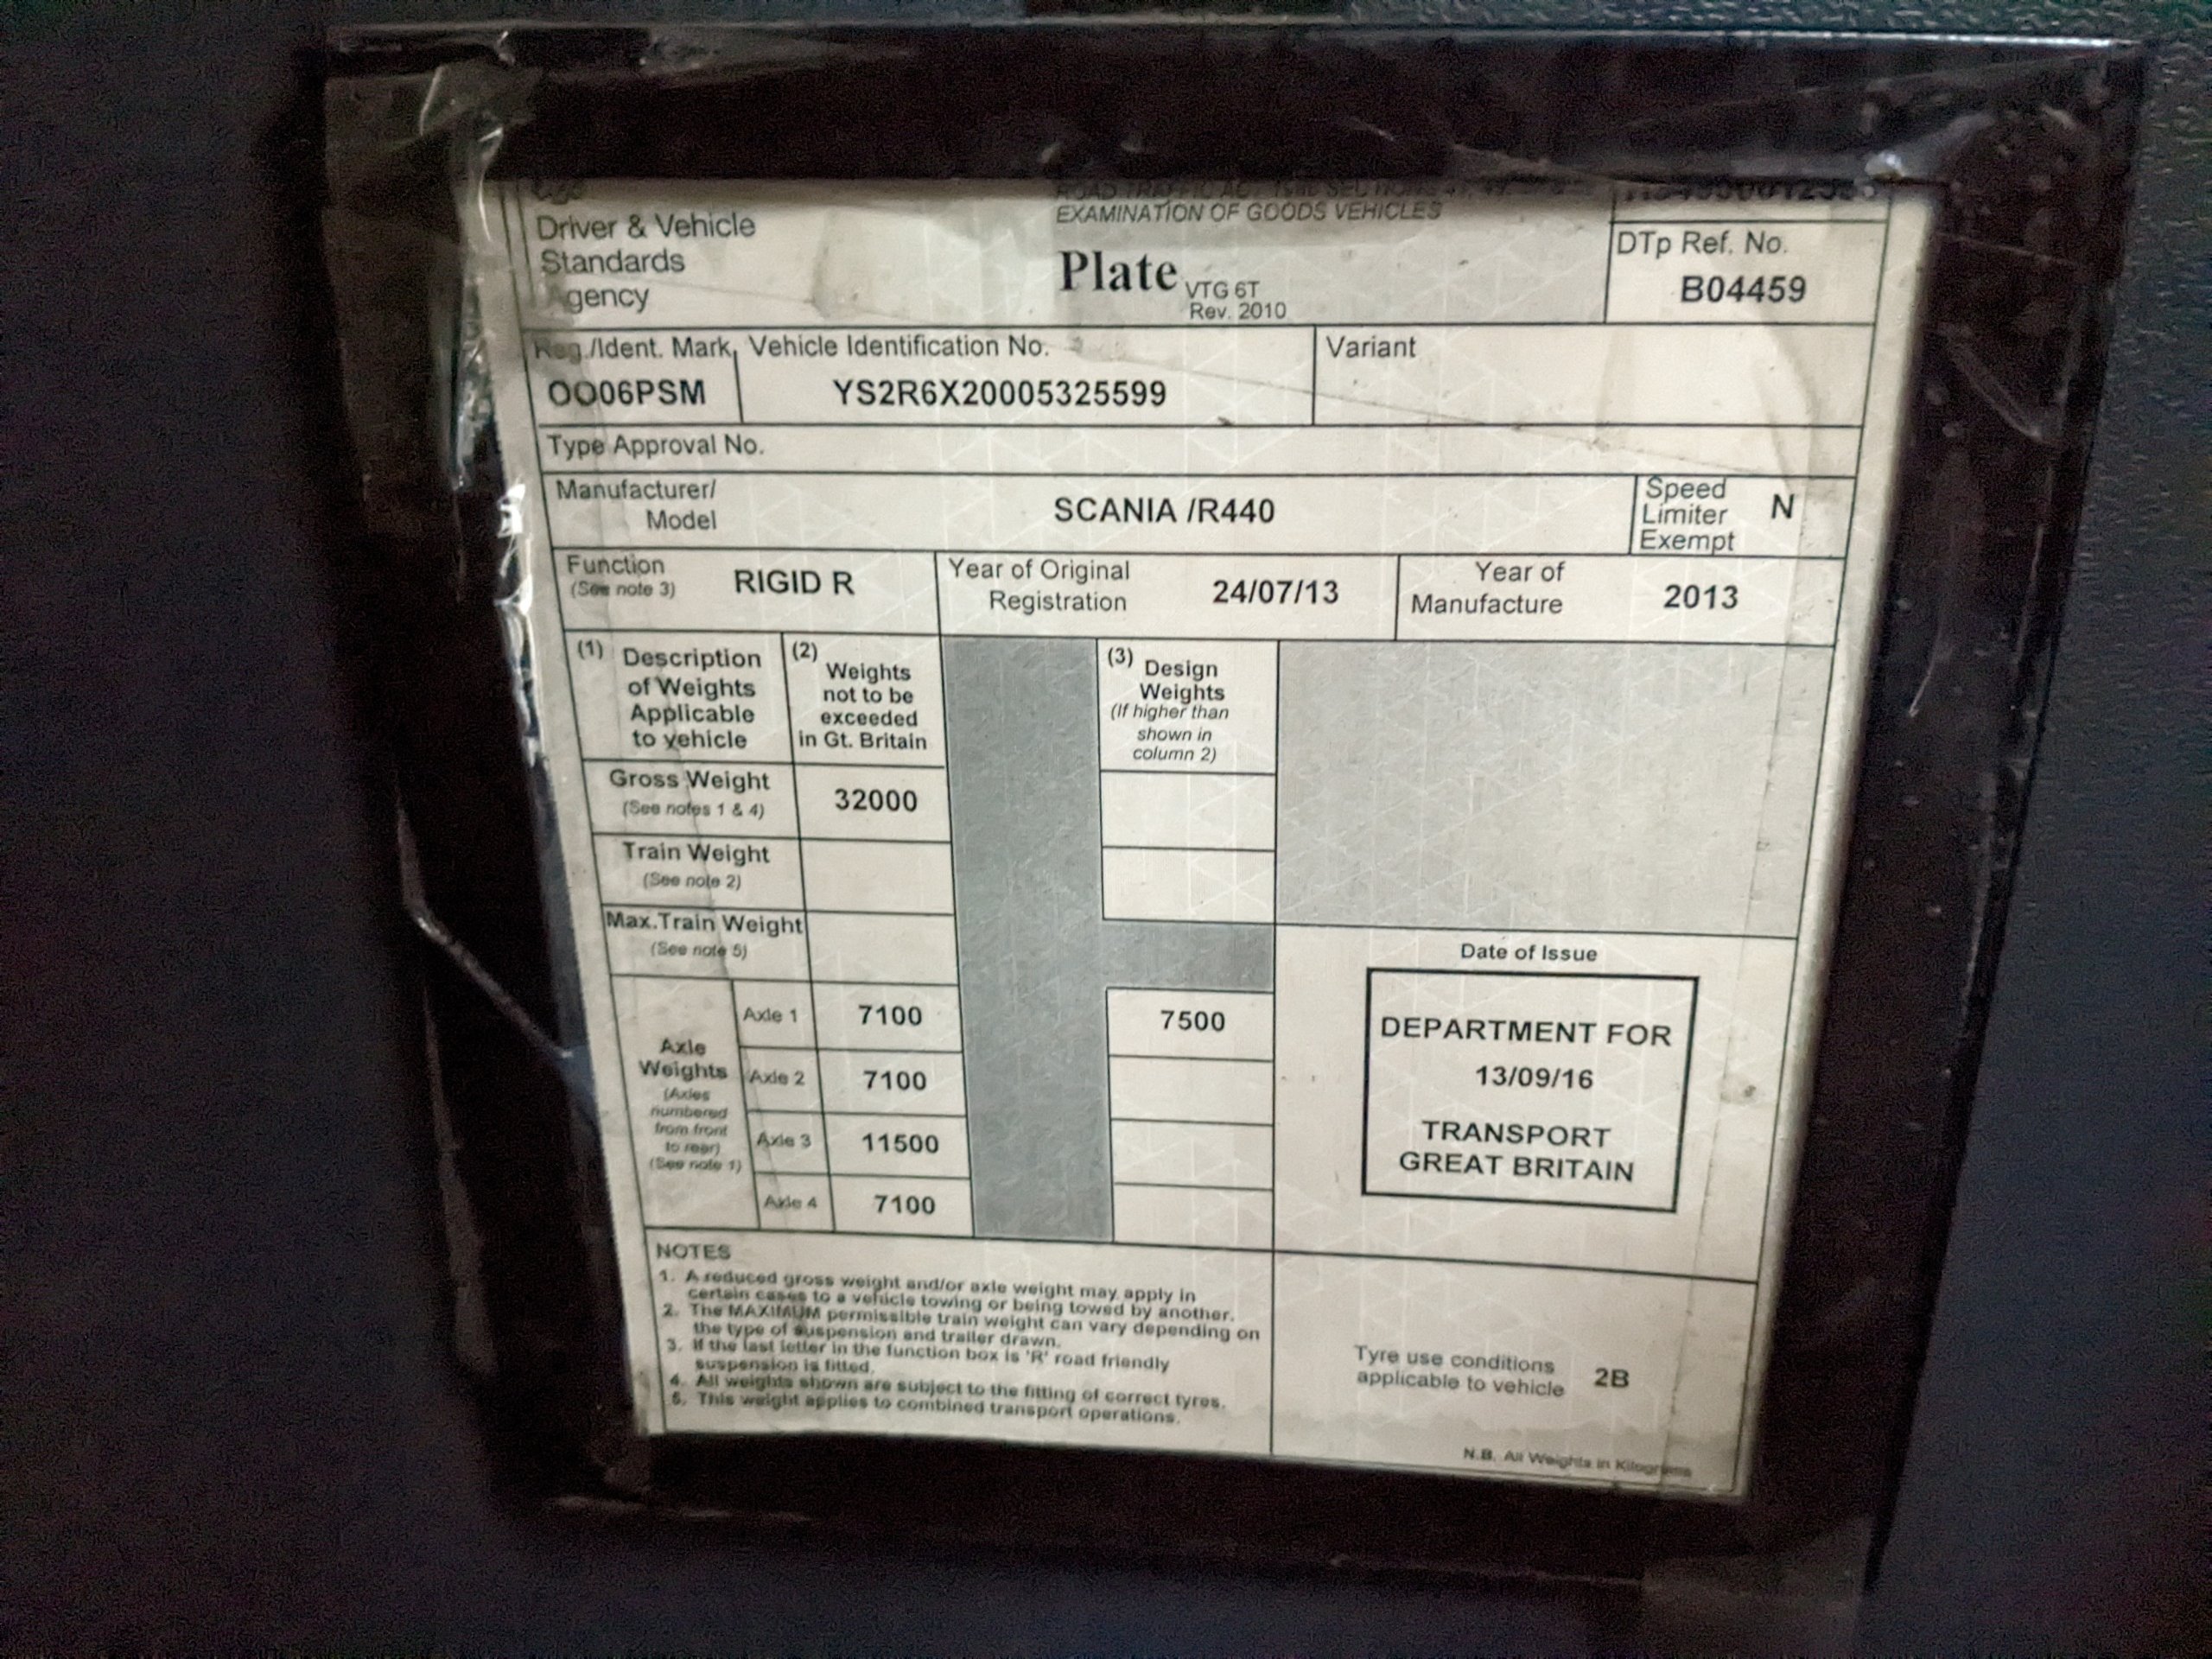 EXAMINATION OF GOODS VEHICLES
Driver & Vehicle
Standards
Agency
Plate VTG 6T
Rev. 2010
DTp Ref. No.
B04459
Reg./Ident. Mark
OO06PSM
Vehicle Identification No.
YS2R6X20005325599
Variant
Type Approval No.
Manufacturer/
Model
SCANIA /R440
Speed
Limiter
Exempt
N
Function
(See note 3)
RIGID R
Year of Original
Registration
24/07/13
Year of
Manufacture
2013
(1) Description
of Weights
Applicable
to vehicle
(2)
Weights
not to be
exceeded
in Gt. Britain
(3) Design
Weights
(If higher than
shown in
column 2)
Gross Weight
(See notes 1 & 4)
32000
Train Weight
(See note 2)
Max.Train Weight
(See note 5)
Axle
Weights
(Axles
numbered
from front
to rear)
(See note 1)
Axle 1
7100
7500
Axle 2
7100
Axle 3
11500
Axle 4
7100
Date of Issue
DEPARTMENT FOR
13/09/16
TRANSPORT
GREAT BRITAIN
NOTES
1. A reduced gross weight and/or axle weight may apply in
certain cases to a vehicle towing or being towed by another.
2. The MAXIMUM permissible train weight can vary depending on
the type of suspension and trailer drawn.
3. If the last letter in the function box is 'R' road friendly
suspension is fitted.
4. All weights shown are subject to the fitting of correct tyres.
5. This weight applies to combined transport operations.
Tyre use conditions
applicable to vehicle
2B
N.B. All Weights in Kilograms